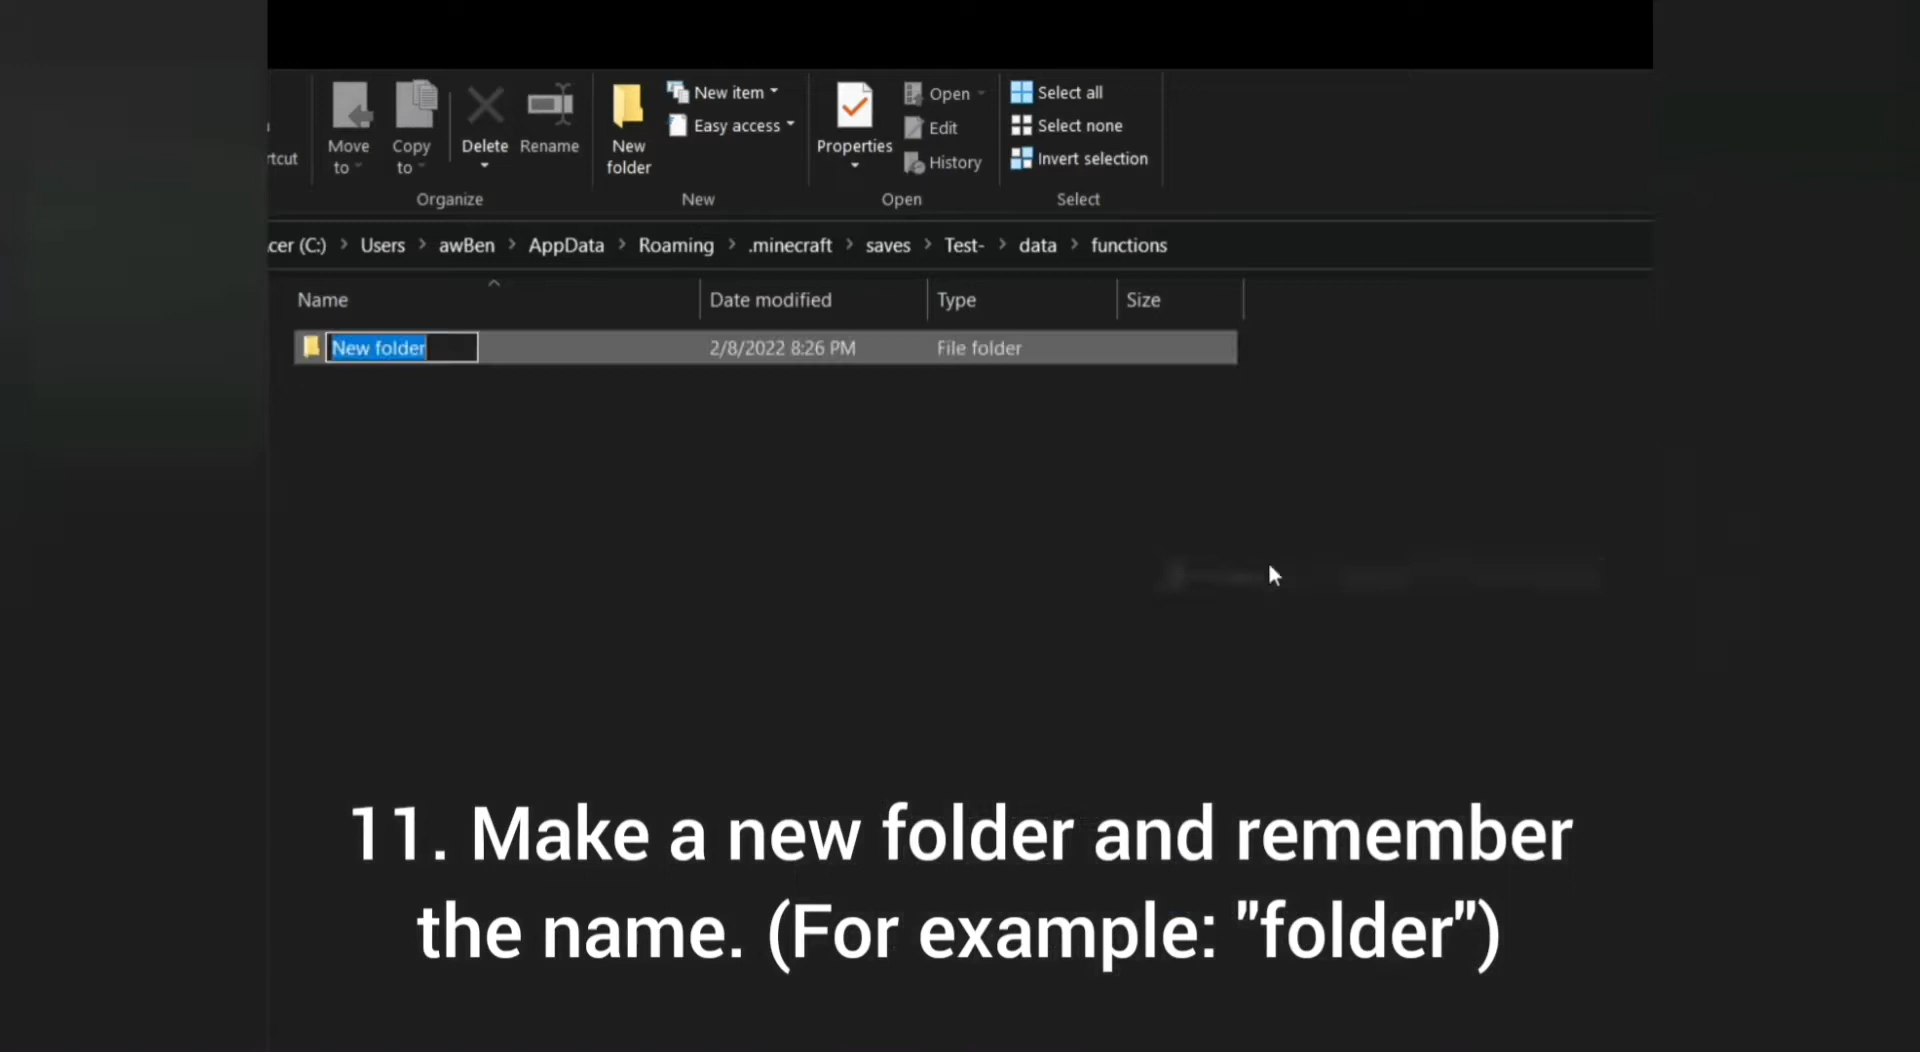 New item
Easy access
Open
Edit
History
Select all
Select none
Invert selection
rtcut
Move to
Copy to
Delete
Rename
New folder
Properties
Organize
New
Open
Select
cer (C:) > Users > awBen > AppData > Roaming > .minecraft > saves > Test- > data > functions
Name
Date modified
Type
Size
New folder
2/8/2022 8:26 PM
File folder
11. Make a new folder and remember
the name. (For example: "folder")